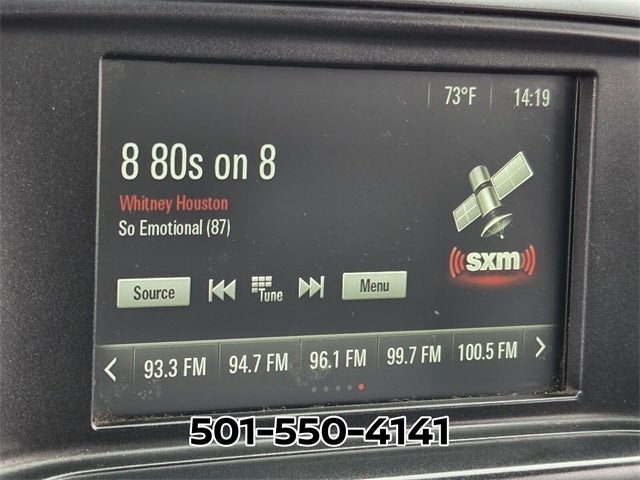 73°F 14:19
8 80s on 8
Whitney Houston
So Emotional (87)
sxm
Source Tune Menu
93.3 FM 94.7 FM 96.1 FM 99.7 FM 100.5 FM
501-550-4141